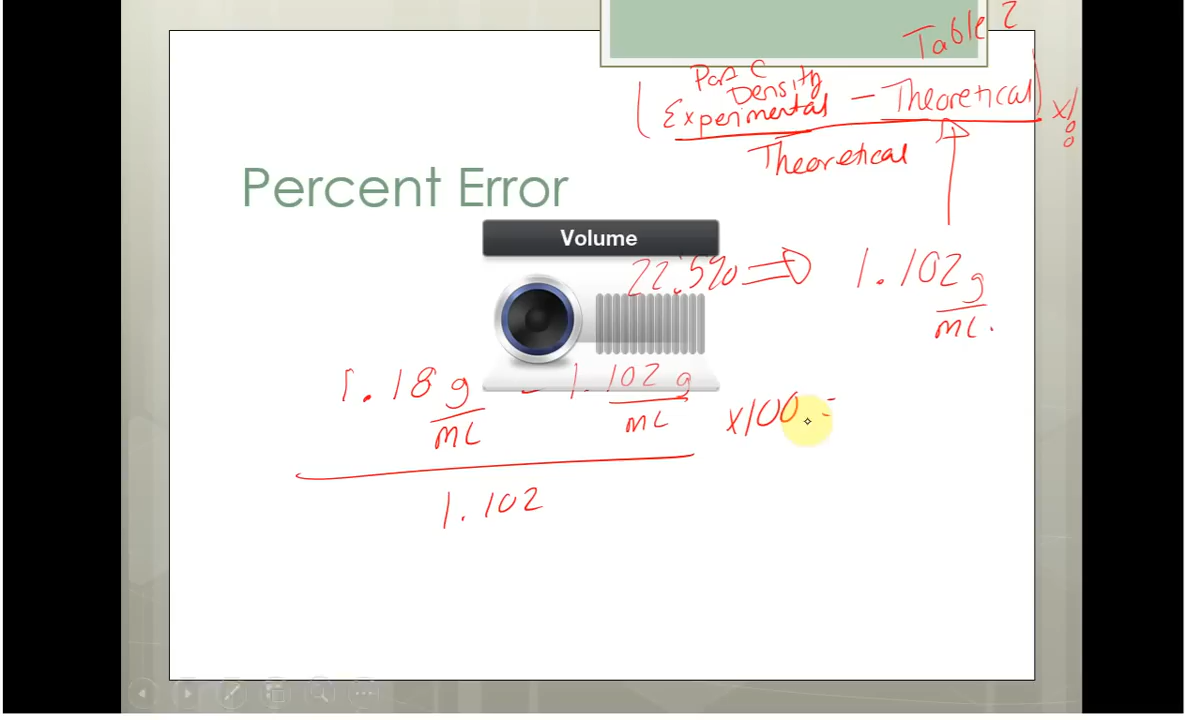 Table 2
Part C
Density
(Experimental - Theoretical) x100
Theoretical
Percent Error
Volume
22.5% ⇒ 1.102 g
mL.
1.18 g - 1.102 g
mL mL x100 =
1.102